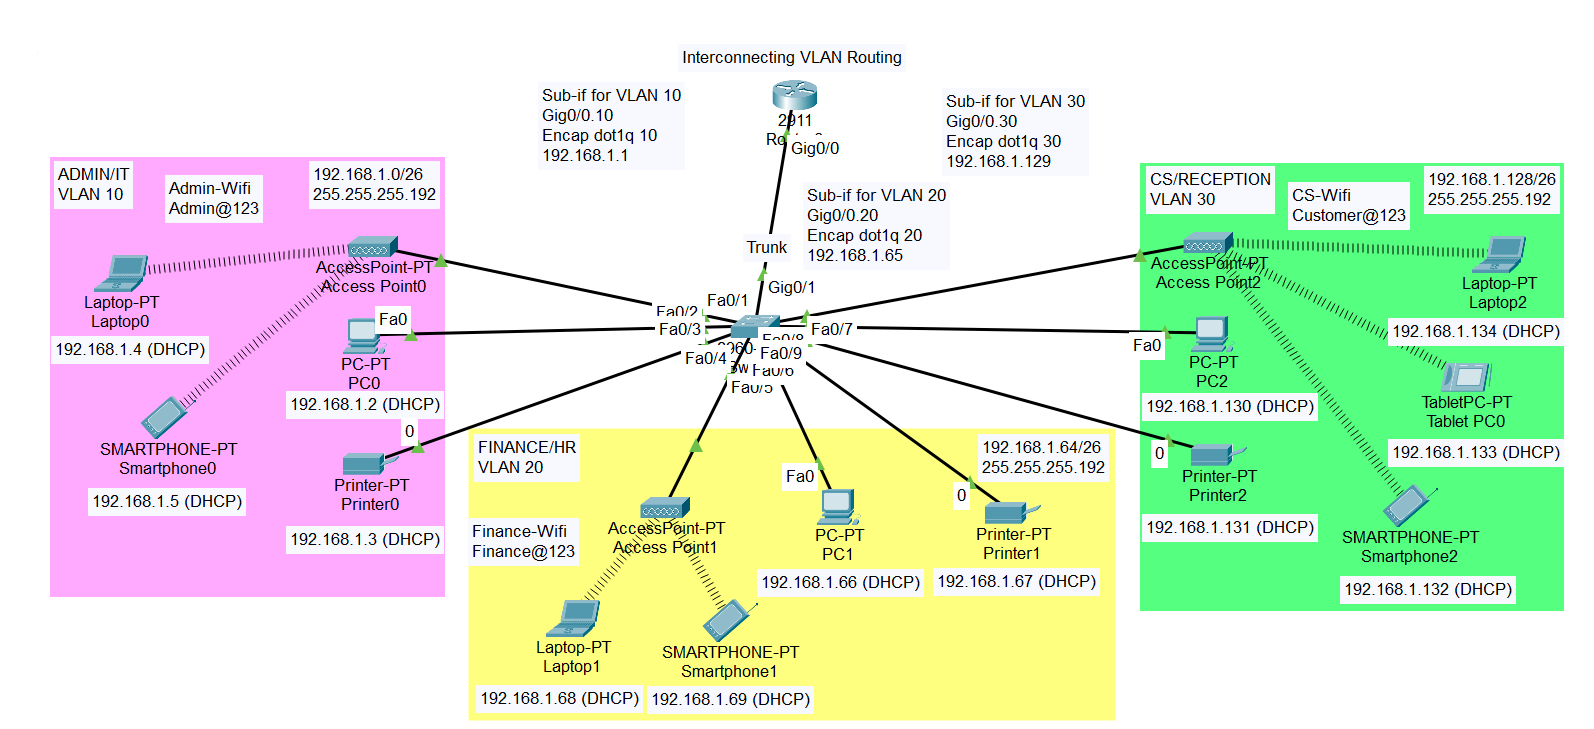 Interconnecting VLAN Routing
Sub-if for VLAN 10
Gig0/0.10
Encap dot1q 10
192.168.1.1
2911
Gig0/0
Sub-if for VLAN 30
Gig0/0.30
Encap dot1q 30
192.168.1.129
Sub-if for VLAN 20
Gig0/0.20
Encap dot1q 20
192.168.1.65
Trunk
Gig0/1
Fa0/1
Fa0/2
Fa0/3
Fa0/4
Fa0/5
Fa0/6
Fa0/7
Fa0/8
Fa0/9
ADMIN/IT
VLAN 10
Admin-Wifi
Admin@123
192.168.1.0/26
255.255.255.192
AccessPoint-PT
Access Point0
Laptop-PT
Laptop0
192.168.1.4 (DHCP)
Fa0
PC-PT
PC0
192.168.1.2 (DHCP)
SMARTPHONE-PT
Smartphone0
192.168.1.5 (DHCP)
0
Printer-PT
Printer0
192.168.1.3 (DHCP)
FINANCE/HR
VLAN 20
192.168.1.64/26
255.255.255.192
Finance-Wifi
Finance@123
AccessPoint-PT
Access Point1
Fa0
PC-PT
PC1
192.168.1.66 (DHCP)
0
Printer-PT
Printer1
192.168.1.67 (DHCP)
Laptop-PT
Laptop1
192.168.1.68 (DHCP)
SMARTPHONE-PT
Smartphone1
192.168.1.69 (DHCP)
CS/RECEPTION
VLAN 30
CS-Wifi
Customer@123
192.168.1.128/26
255.255.255.192
AccessPoint-PT
Access Point2
Laptop-PT
Laptop2
192.168.1.134 (DHCP)
Fa0
PC-PT
PC2
192.168.1.130 (DHCP)
TabletPC-PT
Tablet PC0
192.168.1.133 (DHCP)
0
Printer-PT
Printer2
192.168.1.131 (DHCP)
SMARTPHONE-PT
Smartphone2
192.168.1.132 (DHCP)